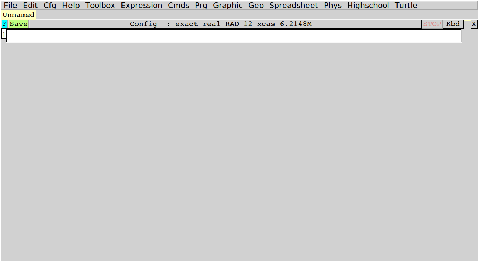 File Edit Cfg Help Toolbox Expression Cmds Prg Graphic Geo Spreadsheet Phys Highschool Turtle
Unnamed
? Save Config : exact real RAD 12 xcas 6.2148M STOP Kbd X
1